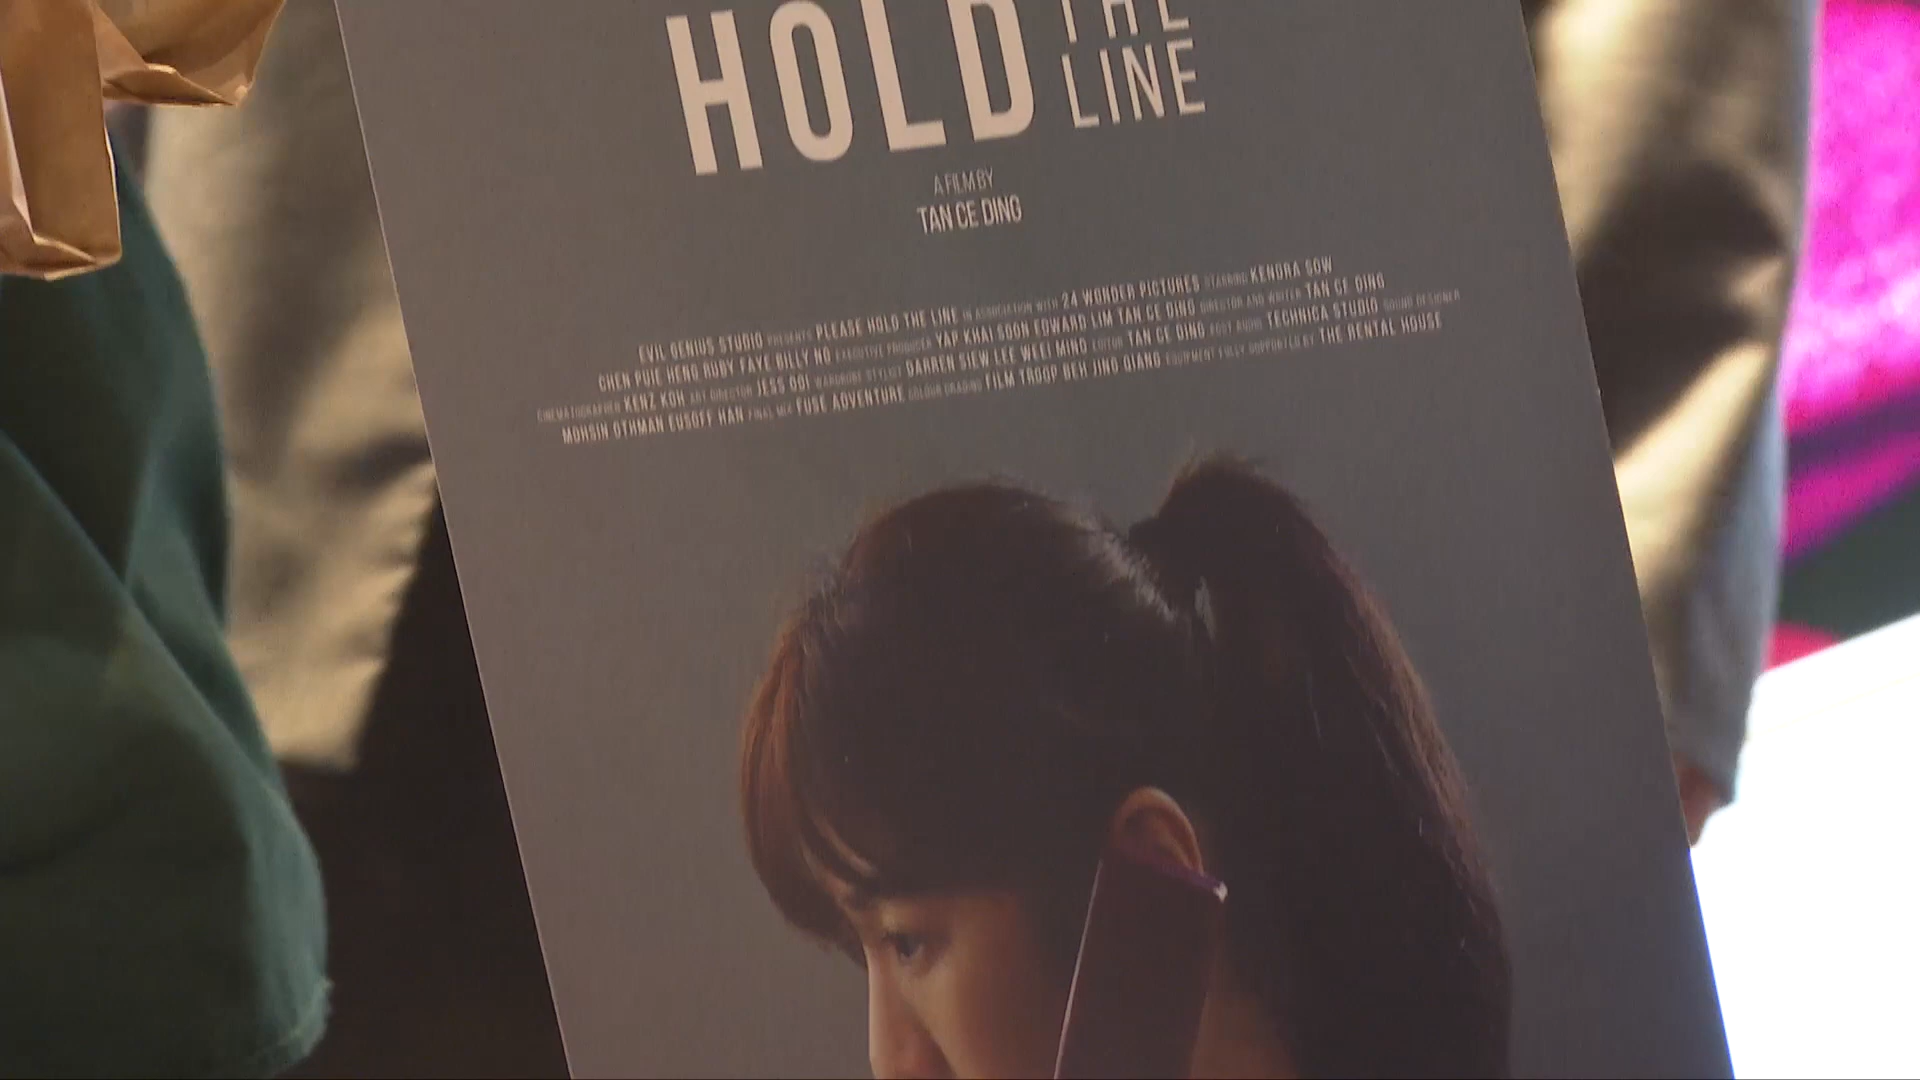 HOLD THE
LINE
A FILM BY
TAN CE DING
EVIL GENIUS STUDIO PRESENTS PLEASE HOLD THE LINE IN ASSOCIATION WITH 24 WONDER PICTURES STARRING KENDRA SOW
CHEN PUIE HENG RUBY FAYE BILLY NG EXECUTIVE PRODUCER YAP KHAI SOON EDWARD LIM TAN CE DING DIRECTOR AND WRITER TAN CE DING
CINEMATOGRAPHER KENZ KOH ART DIRECTOR JESS OOI WARDROBE STYLIST DARREN SIEW LEE WEEI MING EDITOR TAN CE DING POST AUDIO TECHNICA STUDIO SOUND DESIGNER
MOHSIN OTHMAN EUSOFF HAN FINAL MIX FUSE ADVENTURE COLOUR GRADING FILM TROOP BEH JING QIANG EQUIPMENT FULLY SUPPORTED BY THE RENTAL HOUSE